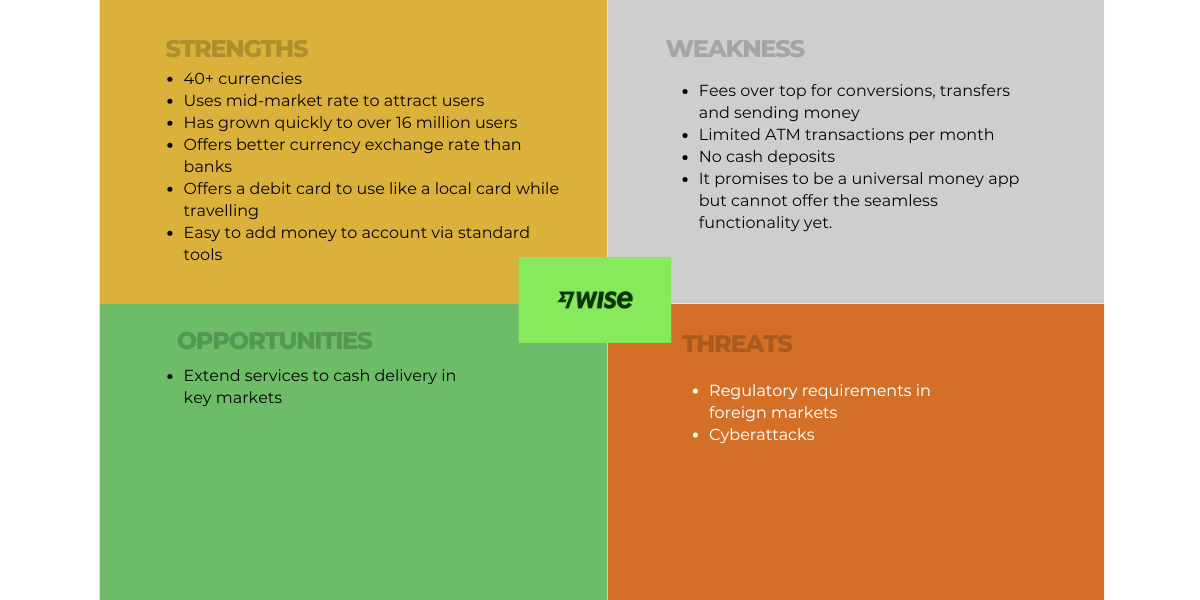 STRENGTHS
• 40+ currencies
• Uses mid-market rate to attract users
• Has grown quickly to over 16 million users
• Offers better currency exchange rate than
banks
• Offers a debit card to use like a local card while
travelling
• Easy to add money to account via standard
tools
WEAKNESS
• Fees over top for conversions, transfers
and sending money
• Limited ATM transactions per month
• No cash deposits
• It promises to be a universal money app
but cannot offer the seamless
functionality yet.
WISE
OPPORTUNITIES
• Extend services to cash delivery in
key markets
THREATS
• Regulatory requirements in
foreign markets
• Cyberattacks